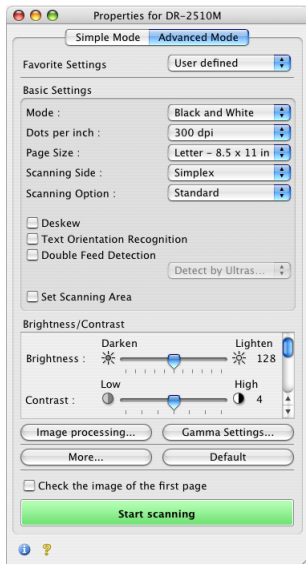 Properties for DR-2510M
Simple Mode Advanced Mode
Favorite Settings User defined
Basic Settings
Mode : Black and White
Dots per inch : 300 dpi
Page Size : Letter – 8.5 x 11 in
Scanning Side : Simplex
Scanning Option : Standard
Deskew
Text Orientation Recognition
Double Feed Detection
Detect by Ultras...
Set Scanning Area
Brightness/Contrast
Darken Lighten
Brightness : 128
Low High
Contrast : 4
Image processing... Gamma Settings...
More... Default
Check the image of the first page
Start scanning